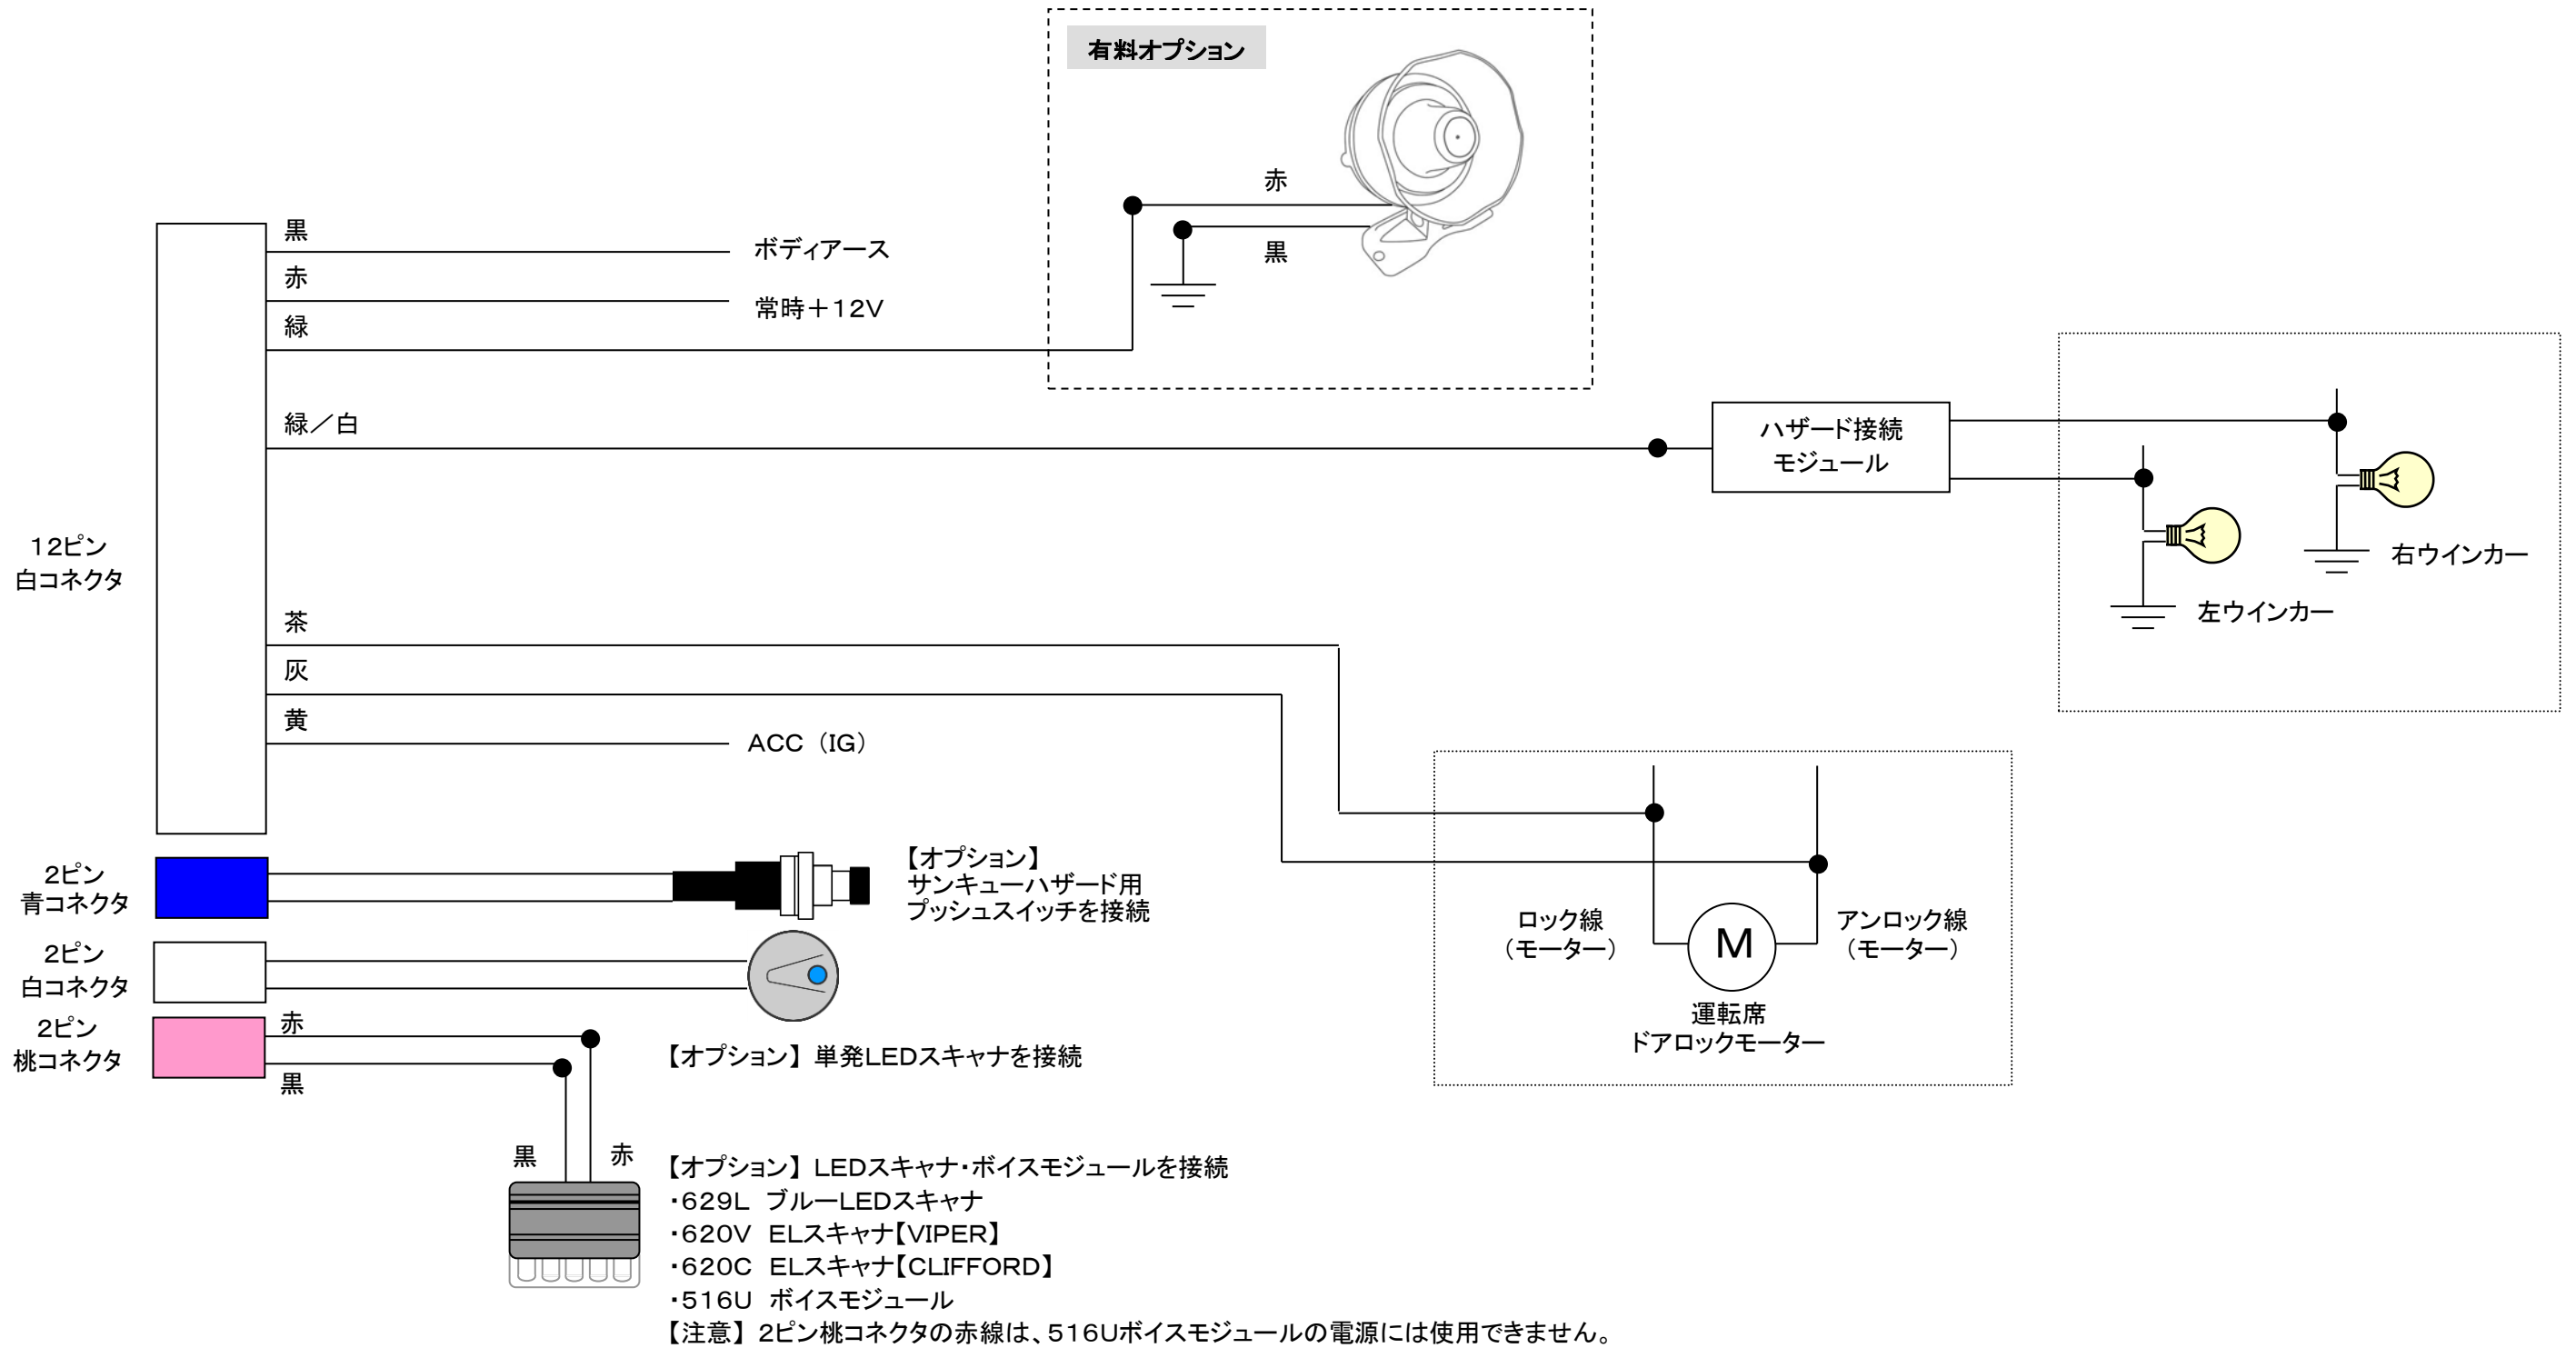 有料オプション
赤
黒
黒
ボディアース
赤
常時＋１２Ｖ
緑
緑／白
ハザード接続
モジュール
右ウインカー
左ウインカー
１２ピン
白コネクタ
茶
灰
黄
ＡＣＣ（ＩＧ）
２ピン
青コネクタ
【オプション】
サンキューハザード用
プッシュスイッチを接続
ロック線
（モーター）
Ｍ
アンロック線
（モーター）
運転席
ドアロックモーター
２ピン
白コネクタ
２ピン
桃コネクタ
赤
黒
【オプション】単発ＬＥＤスキャナを接続
黒
赤
【オプション】ＬＥＤスキャナ・ボイスモジュールを接続
・６２９Ｌ　ブルーＬＥＤスキャナ
・６２０Ｖ　ＥＬスキャナ【ＶＩＰＥＲ】
・６２０Ｃ　ＥＬスキャナ【ＣＬＩＦＦＯＲＤ】
・５１６Ｕ　ボイスモジュール
【注意】２ピン桃コネクタの赤線は、５１６Ｕボイスモジュールの電源には使用できません。